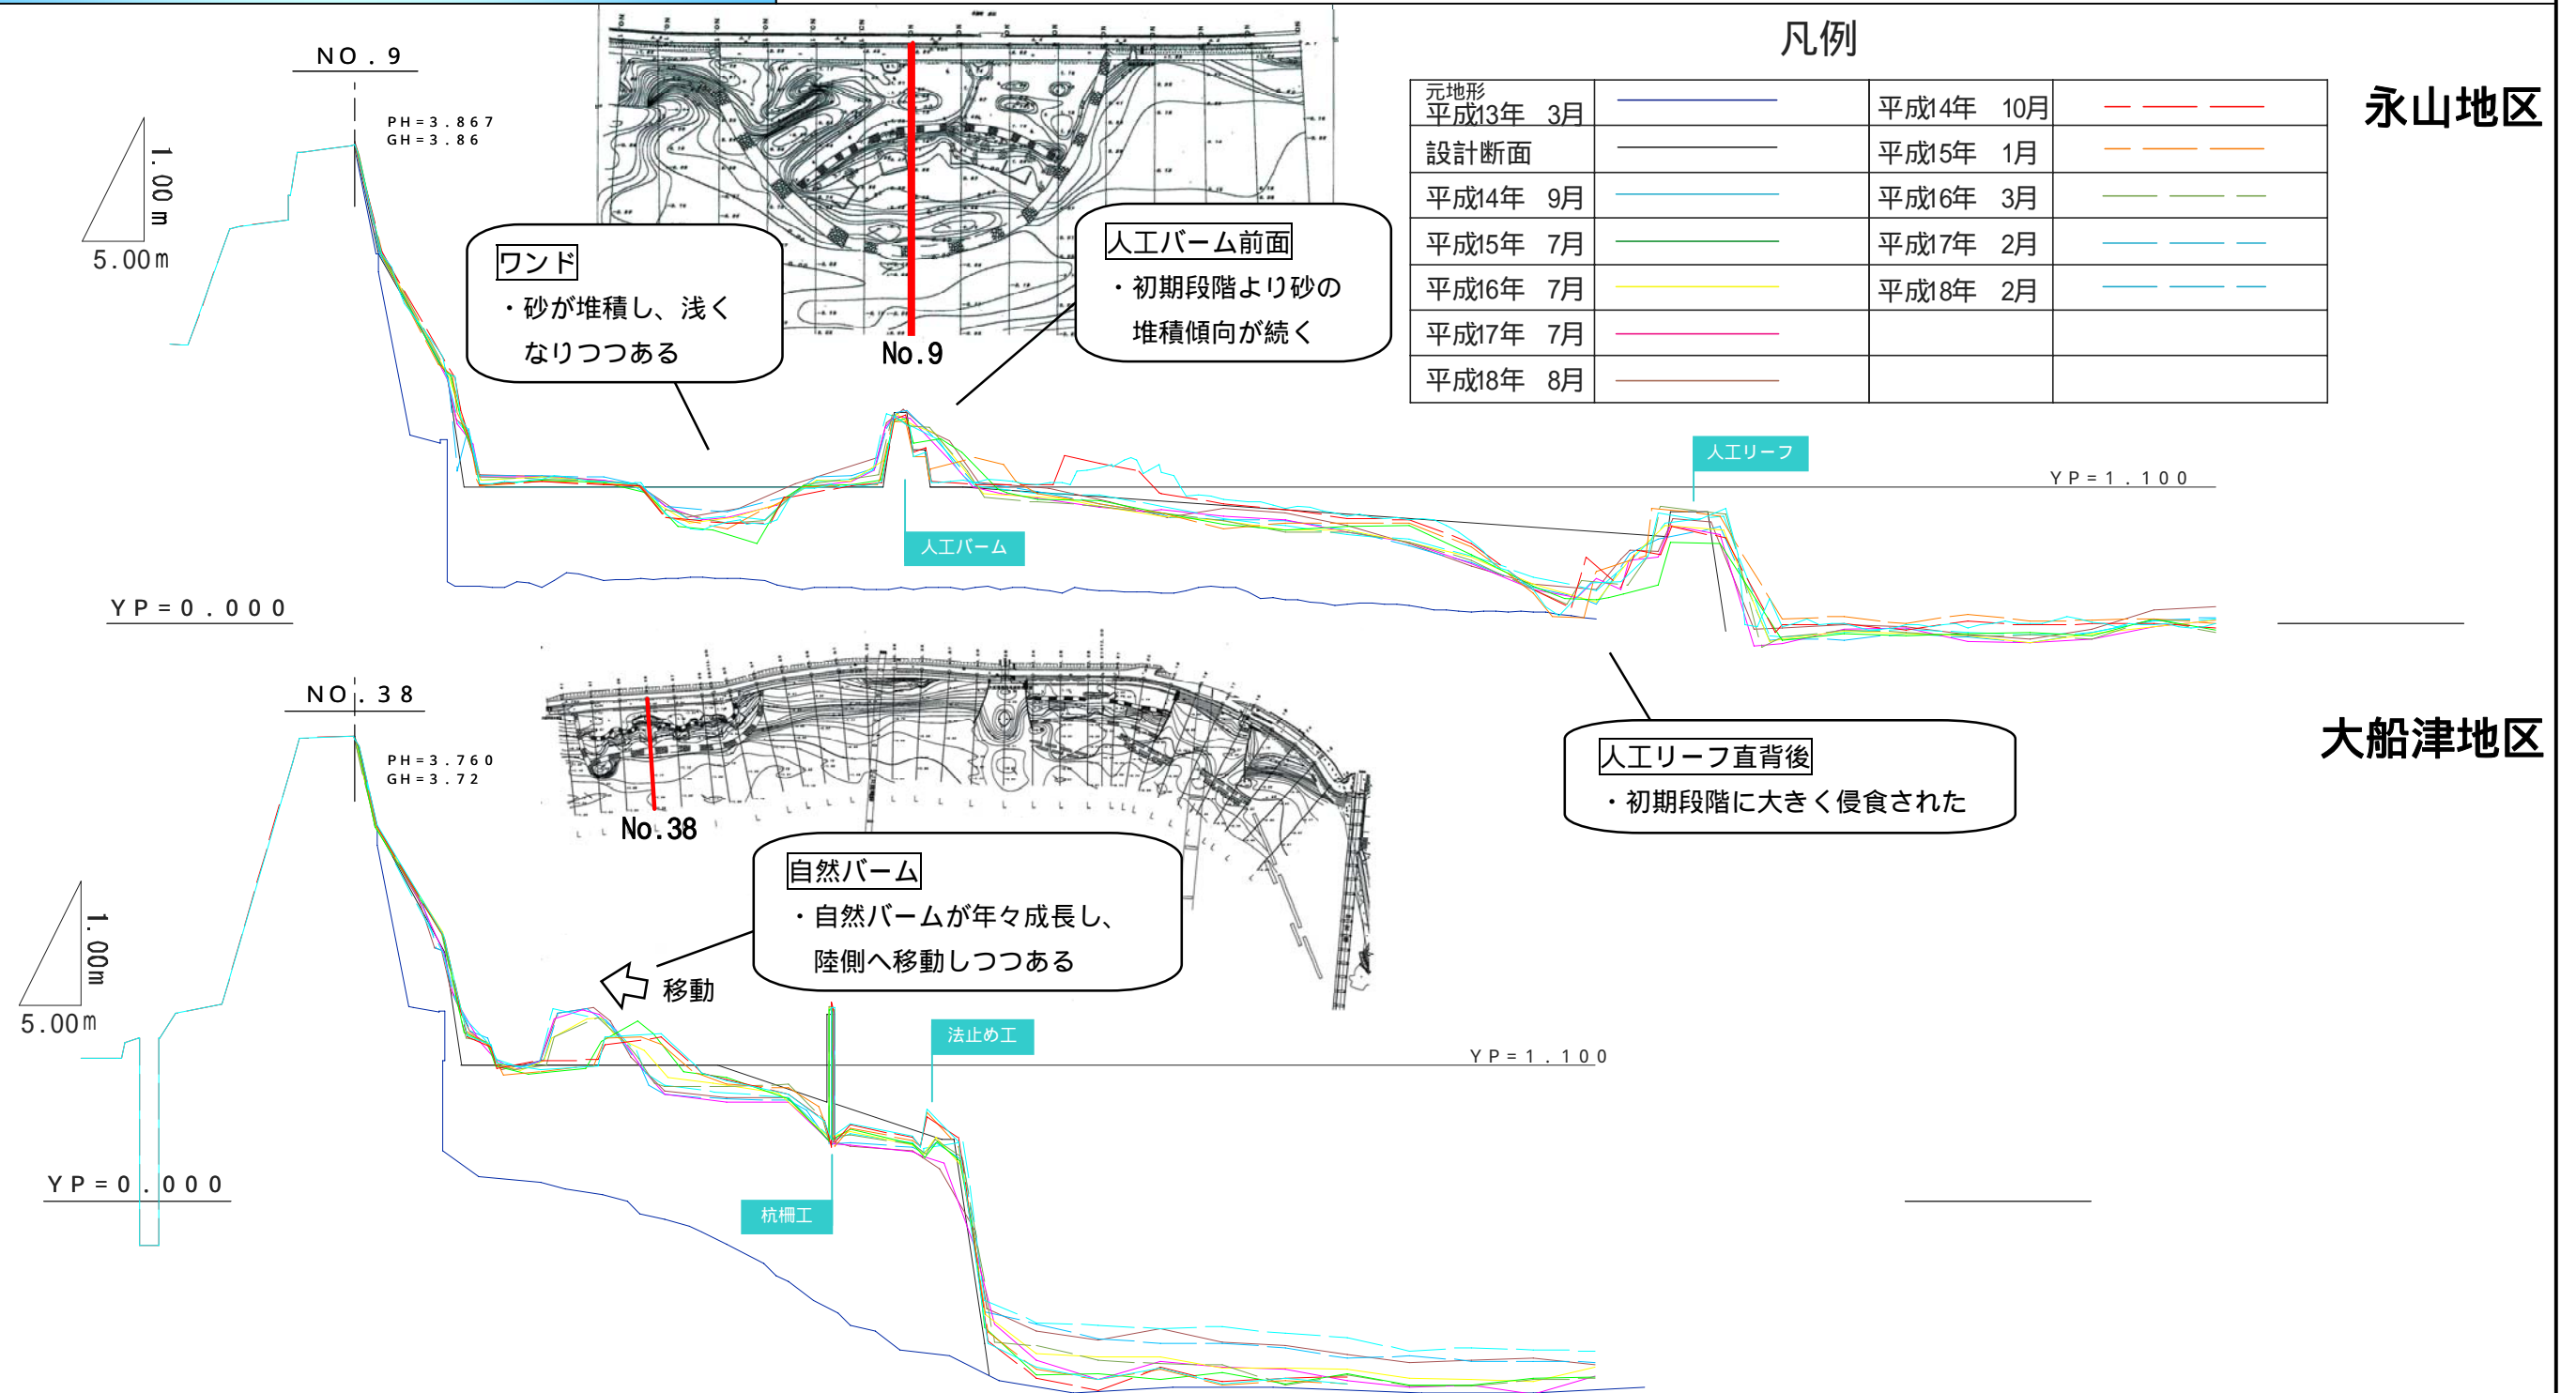 凡例
永山地区
元地形
平成13年 3月
平成14年 10月
設計断面
平成15年 1月
平成14年 9月
平成16年 3月
平成15年 7月
平成17年 2月
平成16年 7月
平成18年 2月
平成17年 7月
平成18年 8月
NO.9
PH=3.867
GH=3.86
1.00m
5.00m
ワンド
・砂が堆積し、浅く
なりつつある
No.9
人工バーム前面
・初期段階より砂の
堆積傾向が続く
人工リーフ
YP=1.100
人工バーム
YP=0.000
人工リーフ直背後
・初期段階に大きく侵食された
大船津地区
NO.38
PH=3.760
GH=3.72
1.00m
5.00m
No.38
自然バーム
・自然バームが年々成長し、
陸側へ移動しつつある
移動
法止め工
YP=1.100
杭柵工
YP=0.000